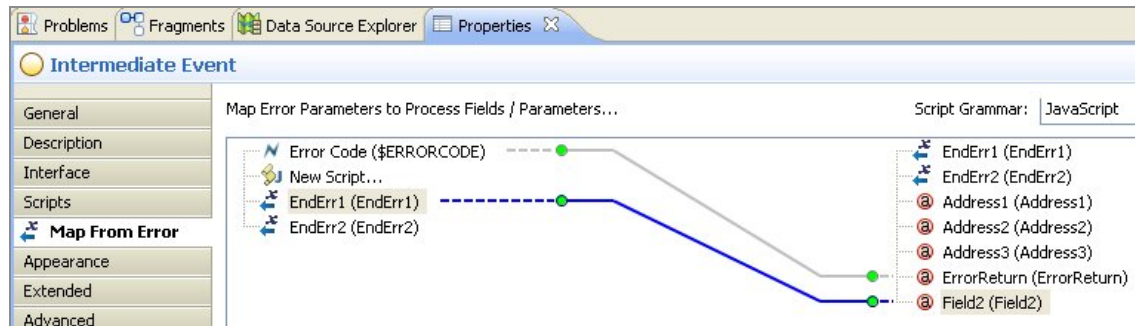 Problems Fragments Data Source Explorer Properties
Intermediate Event
General
Description
Interface
Scripts
Map From Error
Appearance
Extended
Advanced
Map Error Parameters to Process Fields / Parameters... Script Grammar: JavaScript
Error Code ($ERRORCODE)
New Script...
EndErr1 (EndErr1)
EndErr2 (EndErr2)
EndErr1 (EndErr1)
EndErr2 (EndErr2)
Address1 (Address1)
Address2 (Address2)
Address3 (Address3)
ErrorReturn (ErrorReturn)
Field2 (Field2)